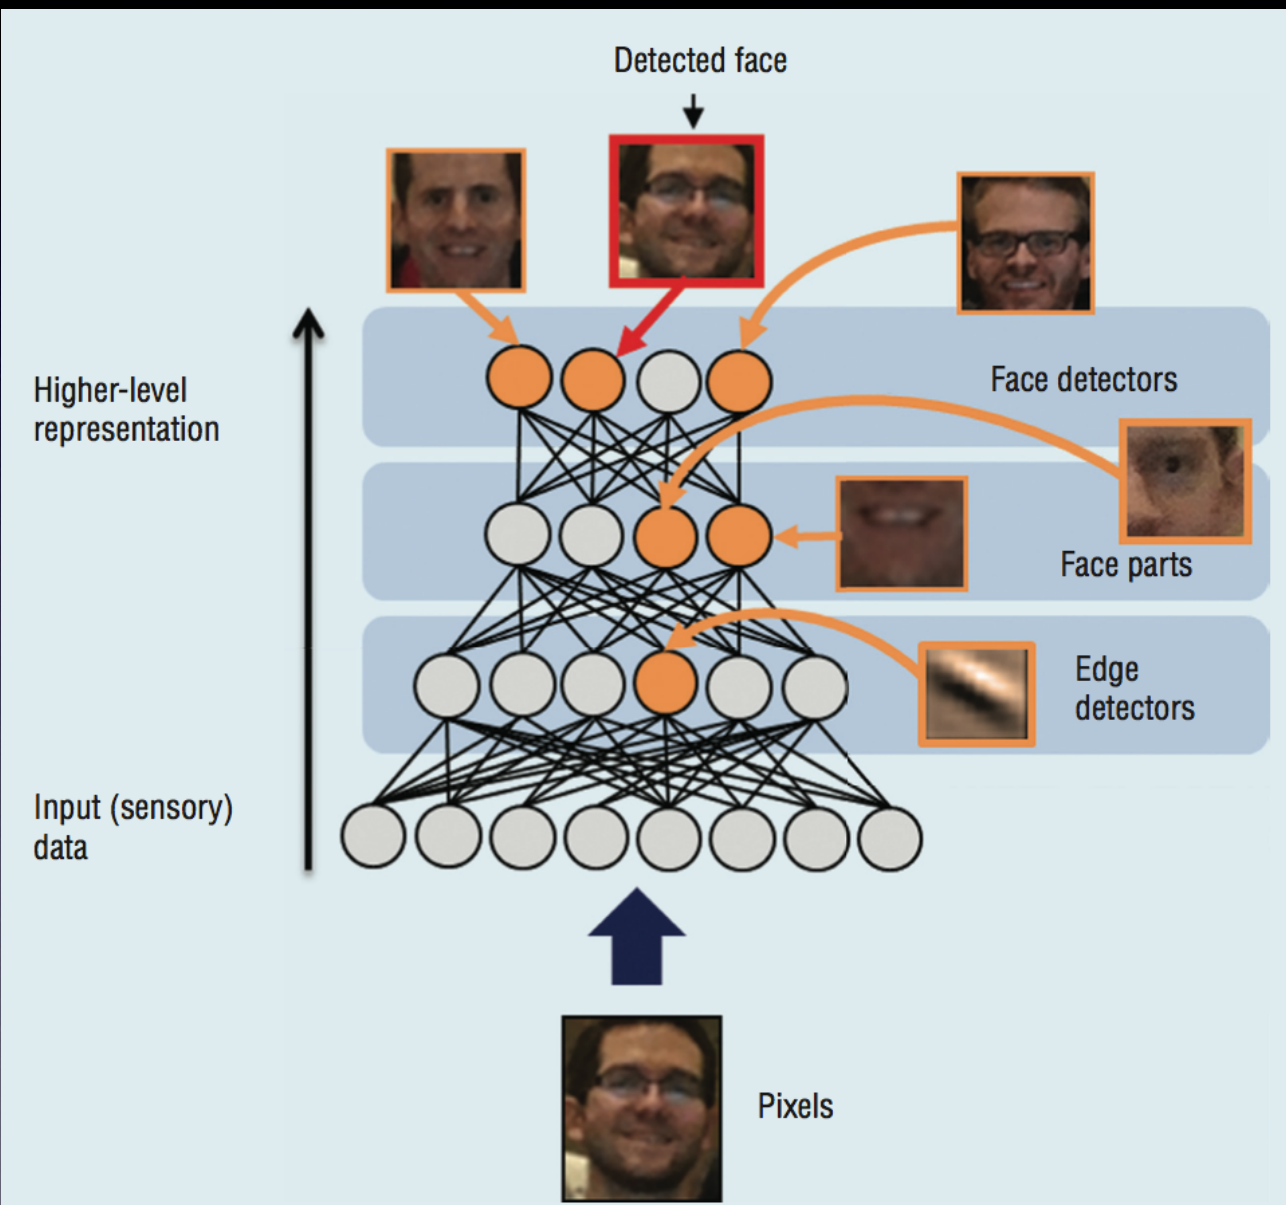 Detected face
Higher-level
representation
Face detectors
Face parts
Edge
detectors
Input (sensory)
data
Pixels